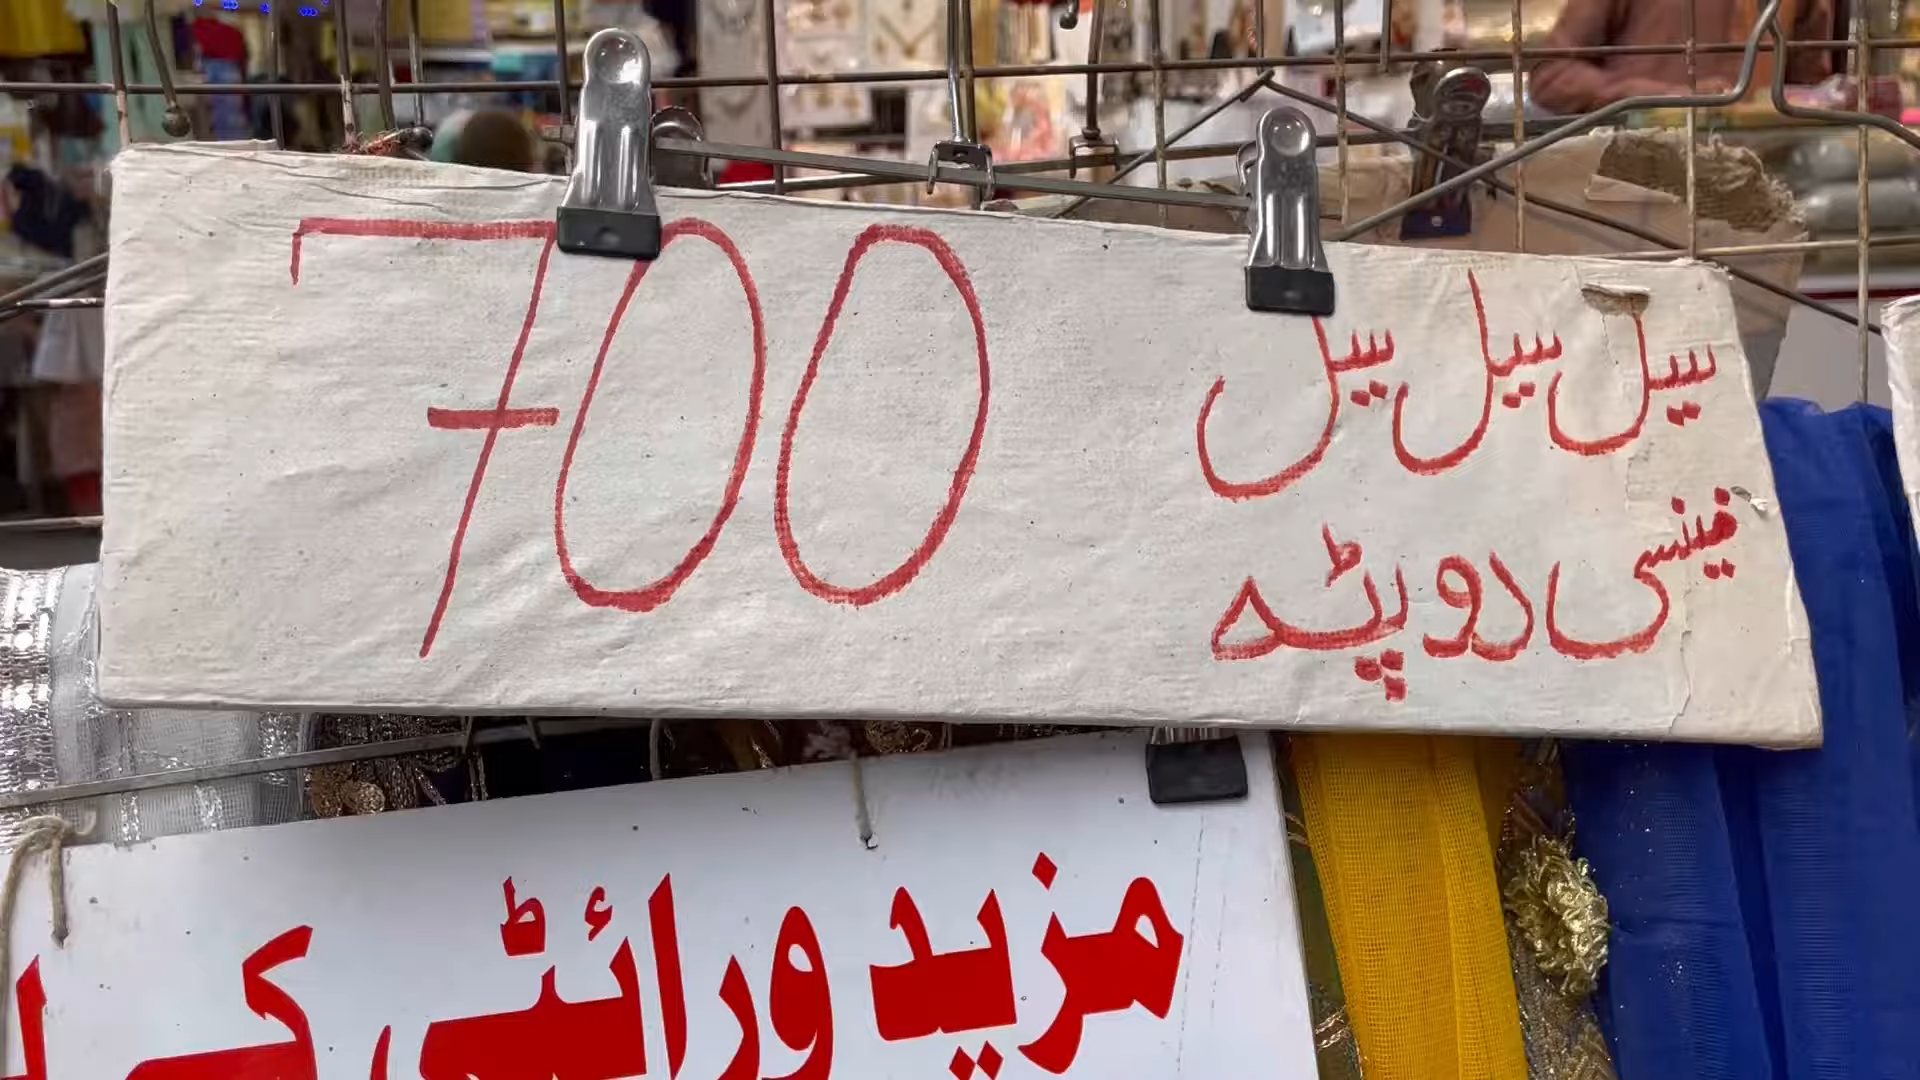 سیل سیل سیل
فینسی دوپٹہ
700
مزید ورائٹی